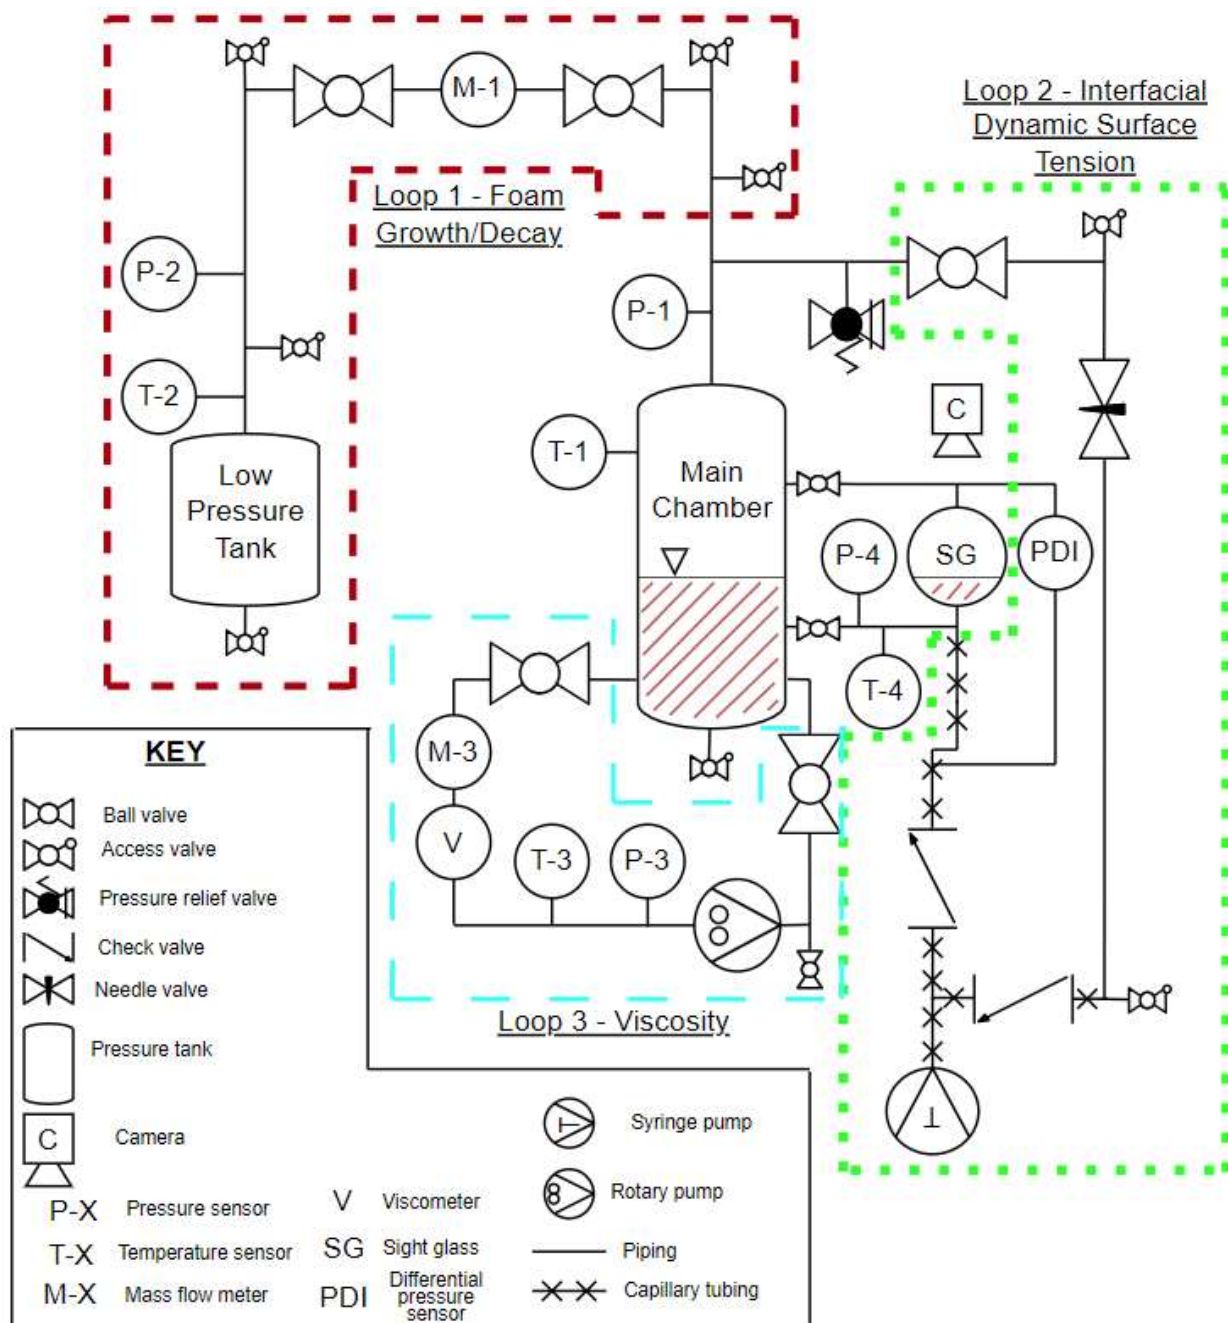 M-1
Loop 2 - Interfacial
Dynamic Surface
Tension
Loop 1 - Foam
Growth/Decay
P-2
P-1
T-2
C
T-1
Low
Pressure
Tank
Main
Chamber
P-4
SG
PDI
T-4
M-3
V
T-3
P-3
Loop 3 - Viscosity
KEY
Ball valve
Access valve
Pressure relief valve
Check valve
Needle valve
Pressure tank
C
Camera
P-X Pressure sensor
T-X Temperature sensor
M-X Mass flow meter
V Viscometer
SG Sight glass
PDI Differential
pressure
sensor
Syringe pump
Rotary pump
Piping
Capillary tubing